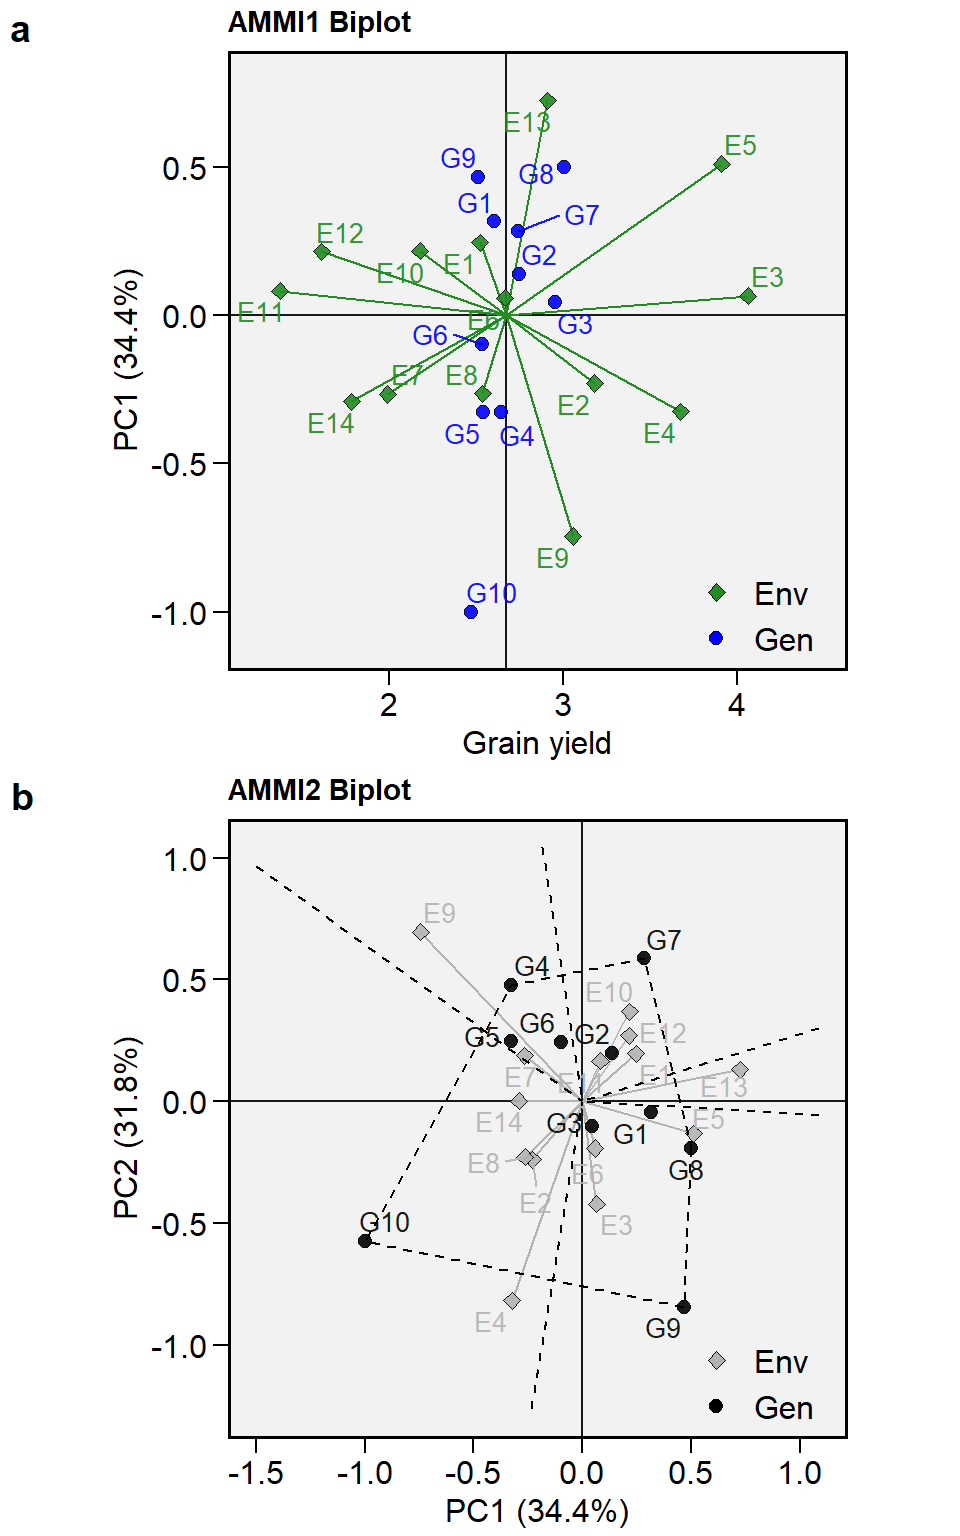 a
AMMI1 Biplot
E13
E5
G9
G8
G1
G7
E12
G2
E10
E1
E3
E11
E6
G3
G6
E7
E8
E2
E14
G5
G4
E4
E9
G10
Env
Gen
0.5
0.0
-0.5
-1.0
PC1 (34.4%)
2 3 4
Grain yield
b
AMMI2 Biplot
E9
G7
G4
E10
G6
G2
E12
G5
E7
E11
E1
E13
E14
G3
G1
E5
E8
E6
G8
E2
G10
E3
E4
G9
Env
Gen
1.0
0.5
0.0
-0.5
-1.0
PC2 (31.8%)
-1.5 -1.0 -0.5 0.0 0.5 1.0
PC1 (34.4%)